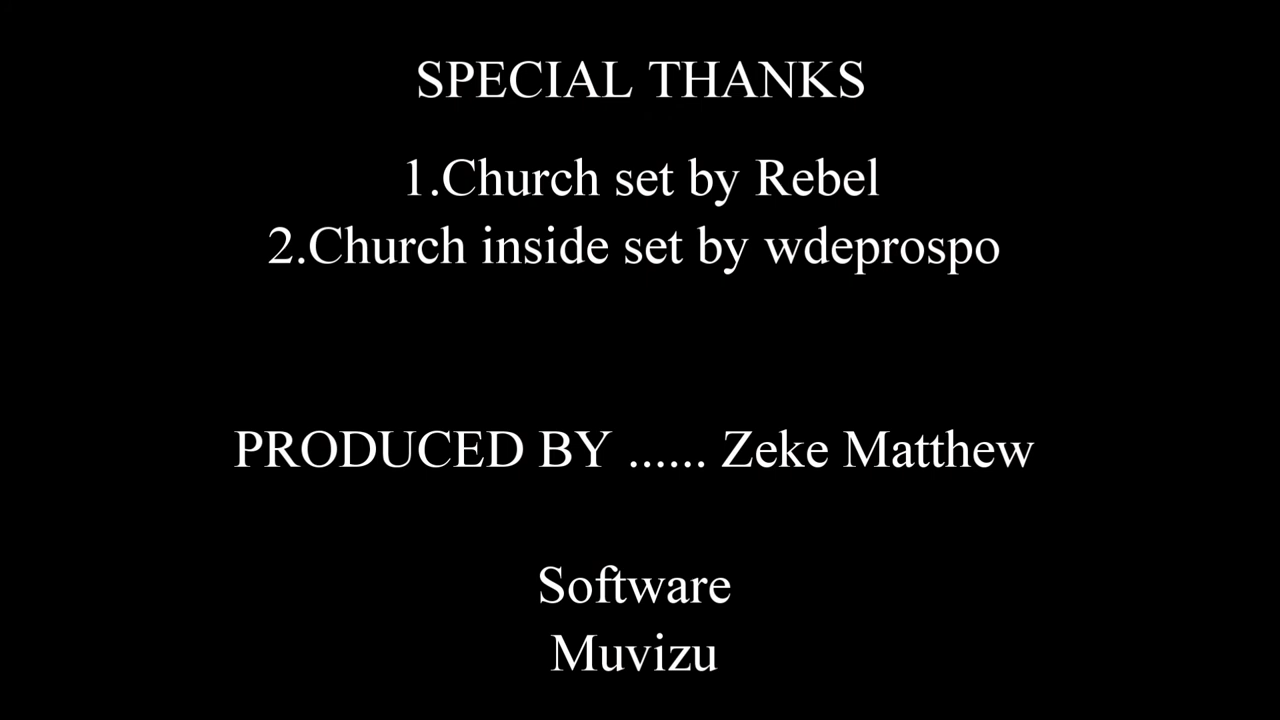 SPECIAL THANKS
1.Church set by Rebel
2.Church inside set by wdeprospo
PRODUCED BY ...... Zeke Matthew
Software
Muvizu